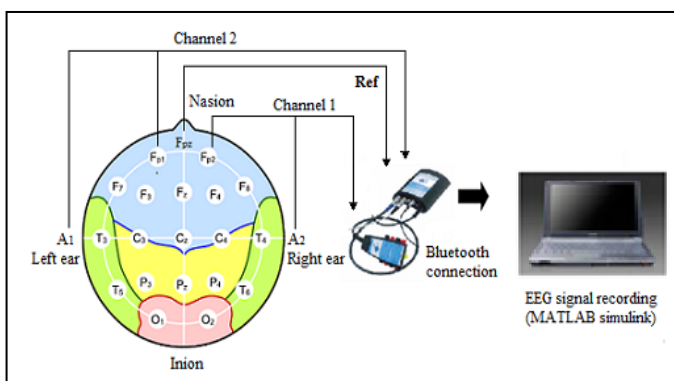 Channel 2
Ref
Nasion
Channel 1
Fpz
Fp1 Fp2
F7 F3 Fz F4 F8
A1 T3 C3 Cz C4 T4 A2
Left ear Right ear
Bluetooth
connection
T5 P3 Pz P4 T6
O1 O2
Inion
EEG signal recording
(MATLAB simulink)